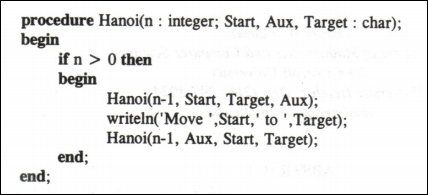 procedure Hanoi(n : integer; Start, Aux, Target : char);
begin
if n > 0 then
begin
Hanoi(n-1, Start, Target, Aux);
writeln('Move ',Start,' to ',Target);
Hanoi(n-1, Aux, Start, Target);
end;
end;